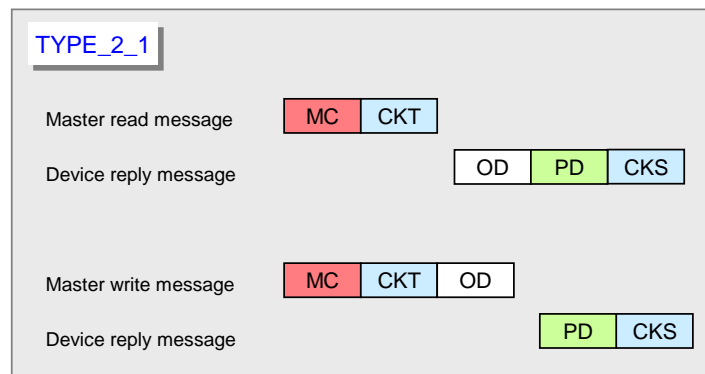 TYPE_2_1
Master read message MC CKT
Device reply message OD PD CKS
Master write message MC CKT OD
Device reply message PD CKS